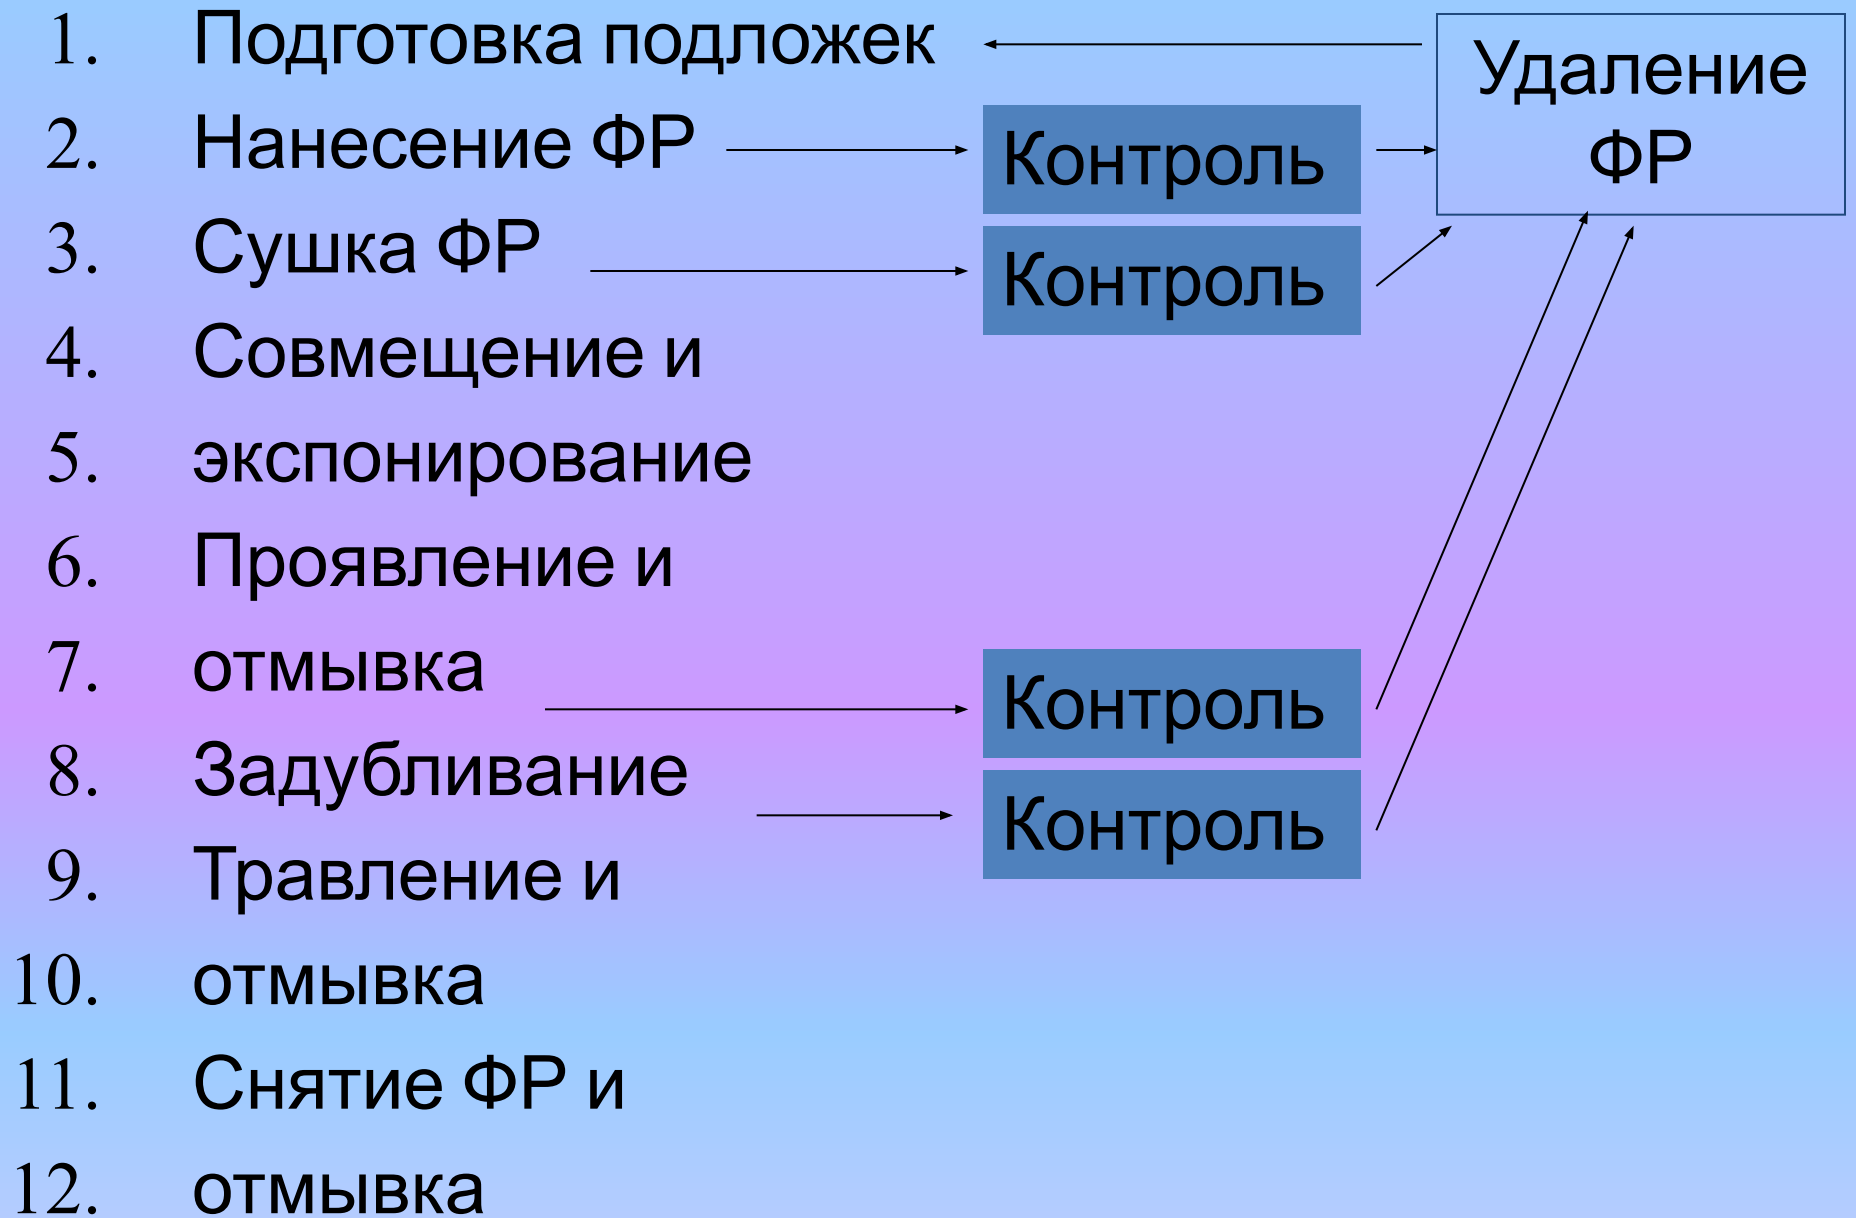 1. Подготовка подложек
2. Нанесение ФР
3. Сушка ФР
4. Совмещение и
5. экспонирование
6. Проявление и
7. отмывка
8. Задубливание
9. Травление и
10. отмывка
11. Снятие ФР и
12. отмывка
Контроль
Контроль
Контроль
Контроль
Удаление
ФР